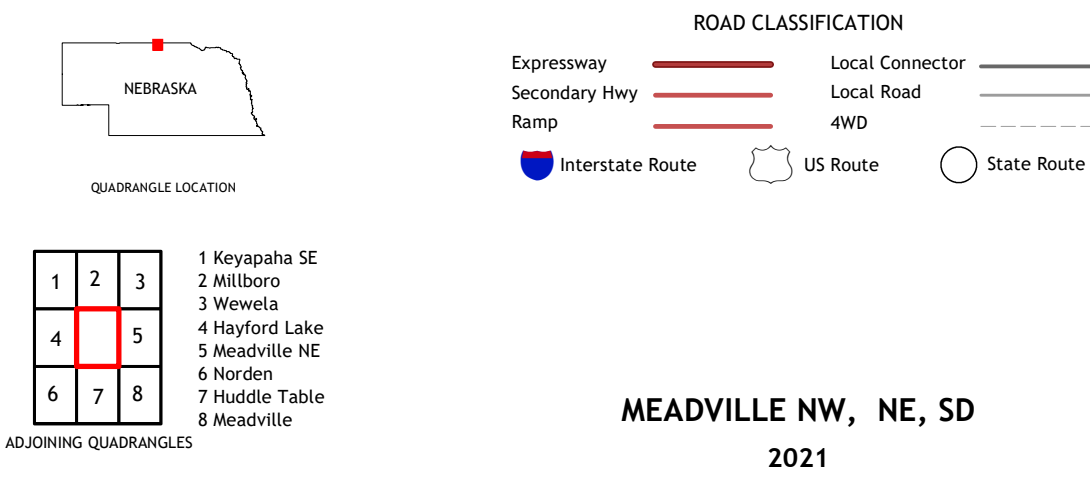 NEBRASKA
QUADRANGLE LOCATION
ROAD CLASSIFICATION
Expressway
Local Connector
Secondary Hwy
Local Road
Ramp
4WD
Interstate Route
US Route
State Route
1
2
3
4
5
6
7
8
ADJOINING QUADRANGLES
1 Keyapaha SE
2 Millboro
3 Wewela
4 Hayford Lake
5 Meadville NE
6 Norden
7 Huddle Table
8 Meadville
MEADVILLE NW, NE, SD
2021